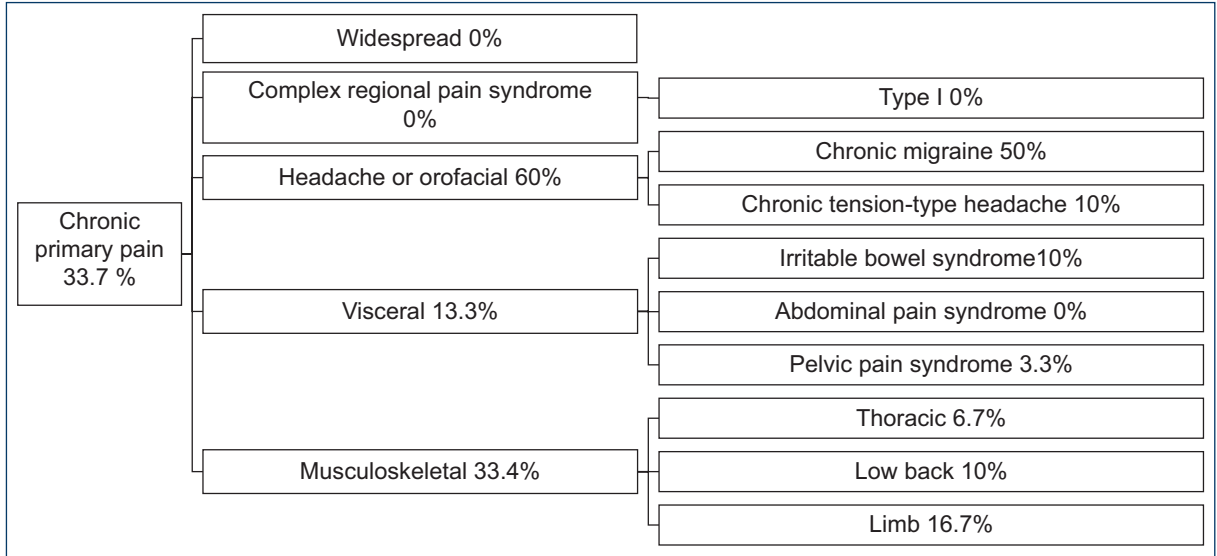 Chronic
primary pain
33.7 %
Widespread 0%
Complex regional pain syndrome
0%
Type I 0%
Headache or orofacial 60%
Chronic migraine 50%
Chronic tension-type headache 10%
Visceral 13.3%
Irritable bowel syndrome10%
Abdominal pain syndrome 0%
Pelvic pain syndrome 3.3%
Musculoskeletal 33.4%
Thoracic 6.7%
Low back 10%
Limb 16.7%